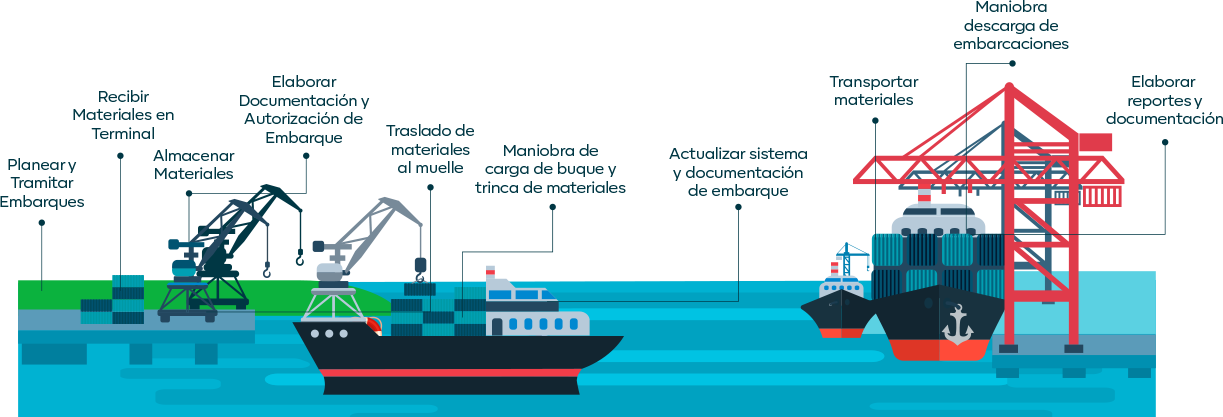 Planear y
Tramitar
Embarques
Recibir
Materiales en
Terminal
Almacenar
Materiales
Elaborar
Documentación y
Autorización de
Embarque
Traslado de
materiales
al muelle
Maniobra de
carga de buque y
trinca de materiales
Actualizar sistema
y documentación
de embarque
Transportar
materiales
Maniobra
descarga de
embarcaciones
Elaborar
reportes y
documentación